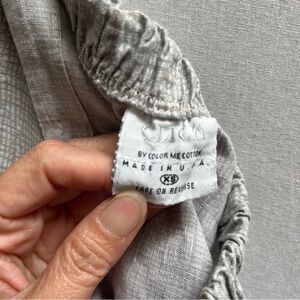 BY COLOR ME COTTON
MADE IN U.S.A.
XS
CARE ON REVERSE